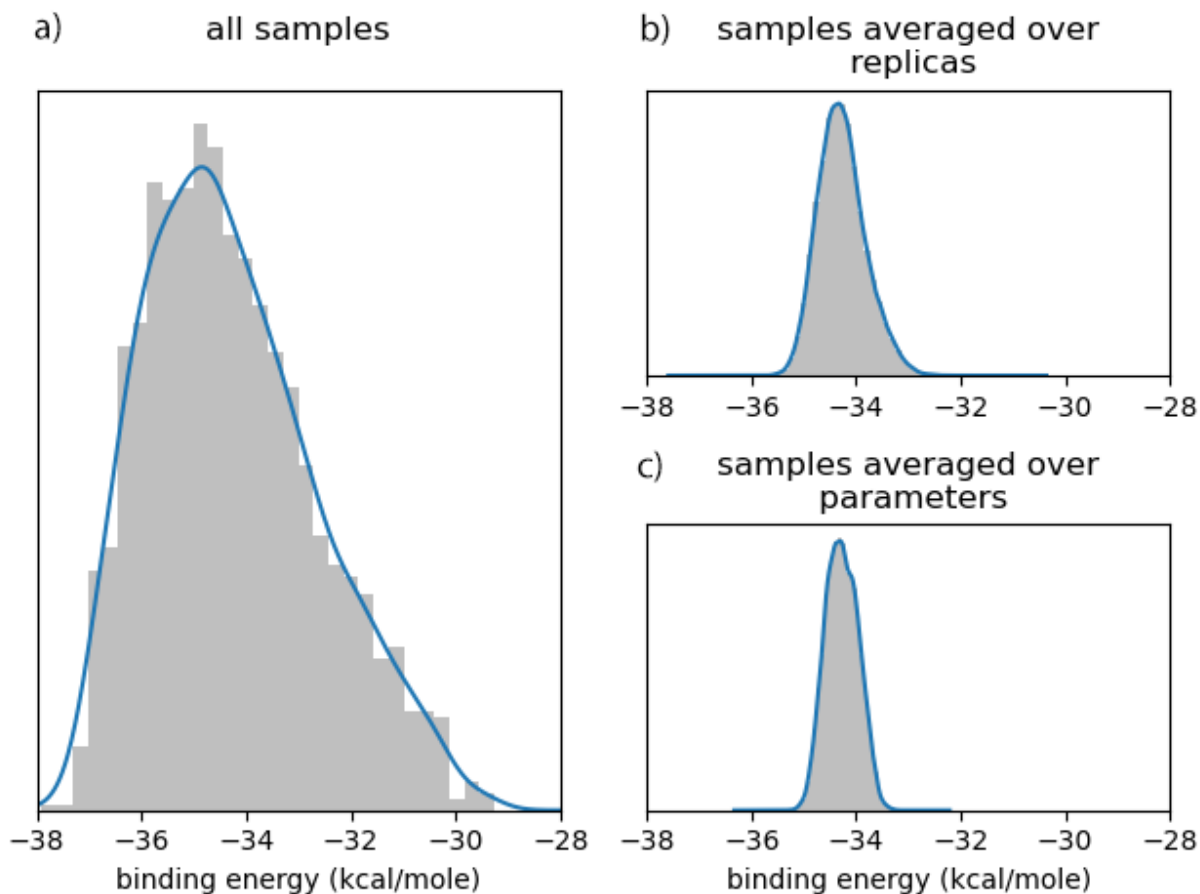 a) all samples
−38 −36 −34 −32 −30 −28
binding energy (kcal/mole)
b) samples averaged over
replicas
−38 −36 −34 −32 −30 −28
c) samples averaged over
parameters
−38 −36 −34 −32 −30 −28
binding energy (kcal/mole)